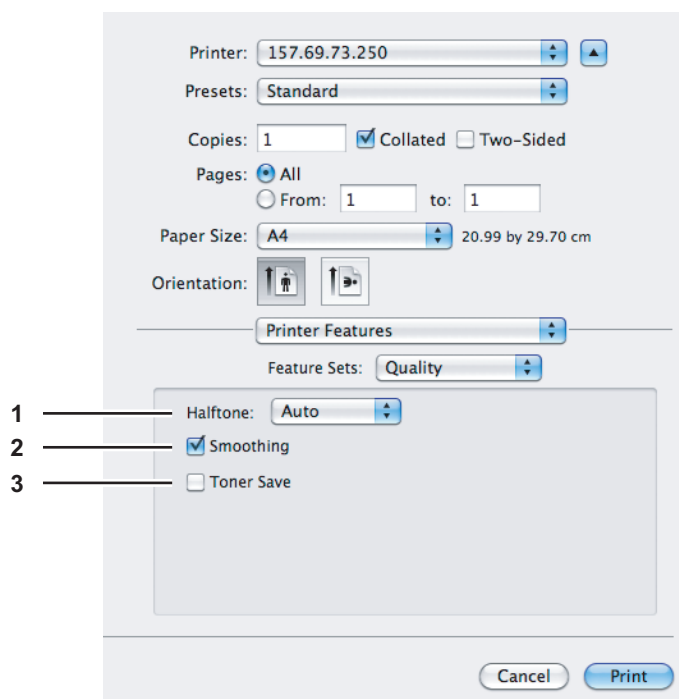 Printer: 157.69.73.250
Presets: Standard
Copies: 1 Collated Two-Sided
Pages: All
From: 1 to: 1
Paper Size: A4 20.99 by 29.70 cm
Orientation:
Printer Features
Feature Sets: Quality
1 Halftone: Auto
2 Smoothing
3 Toner Save
Cancel Print